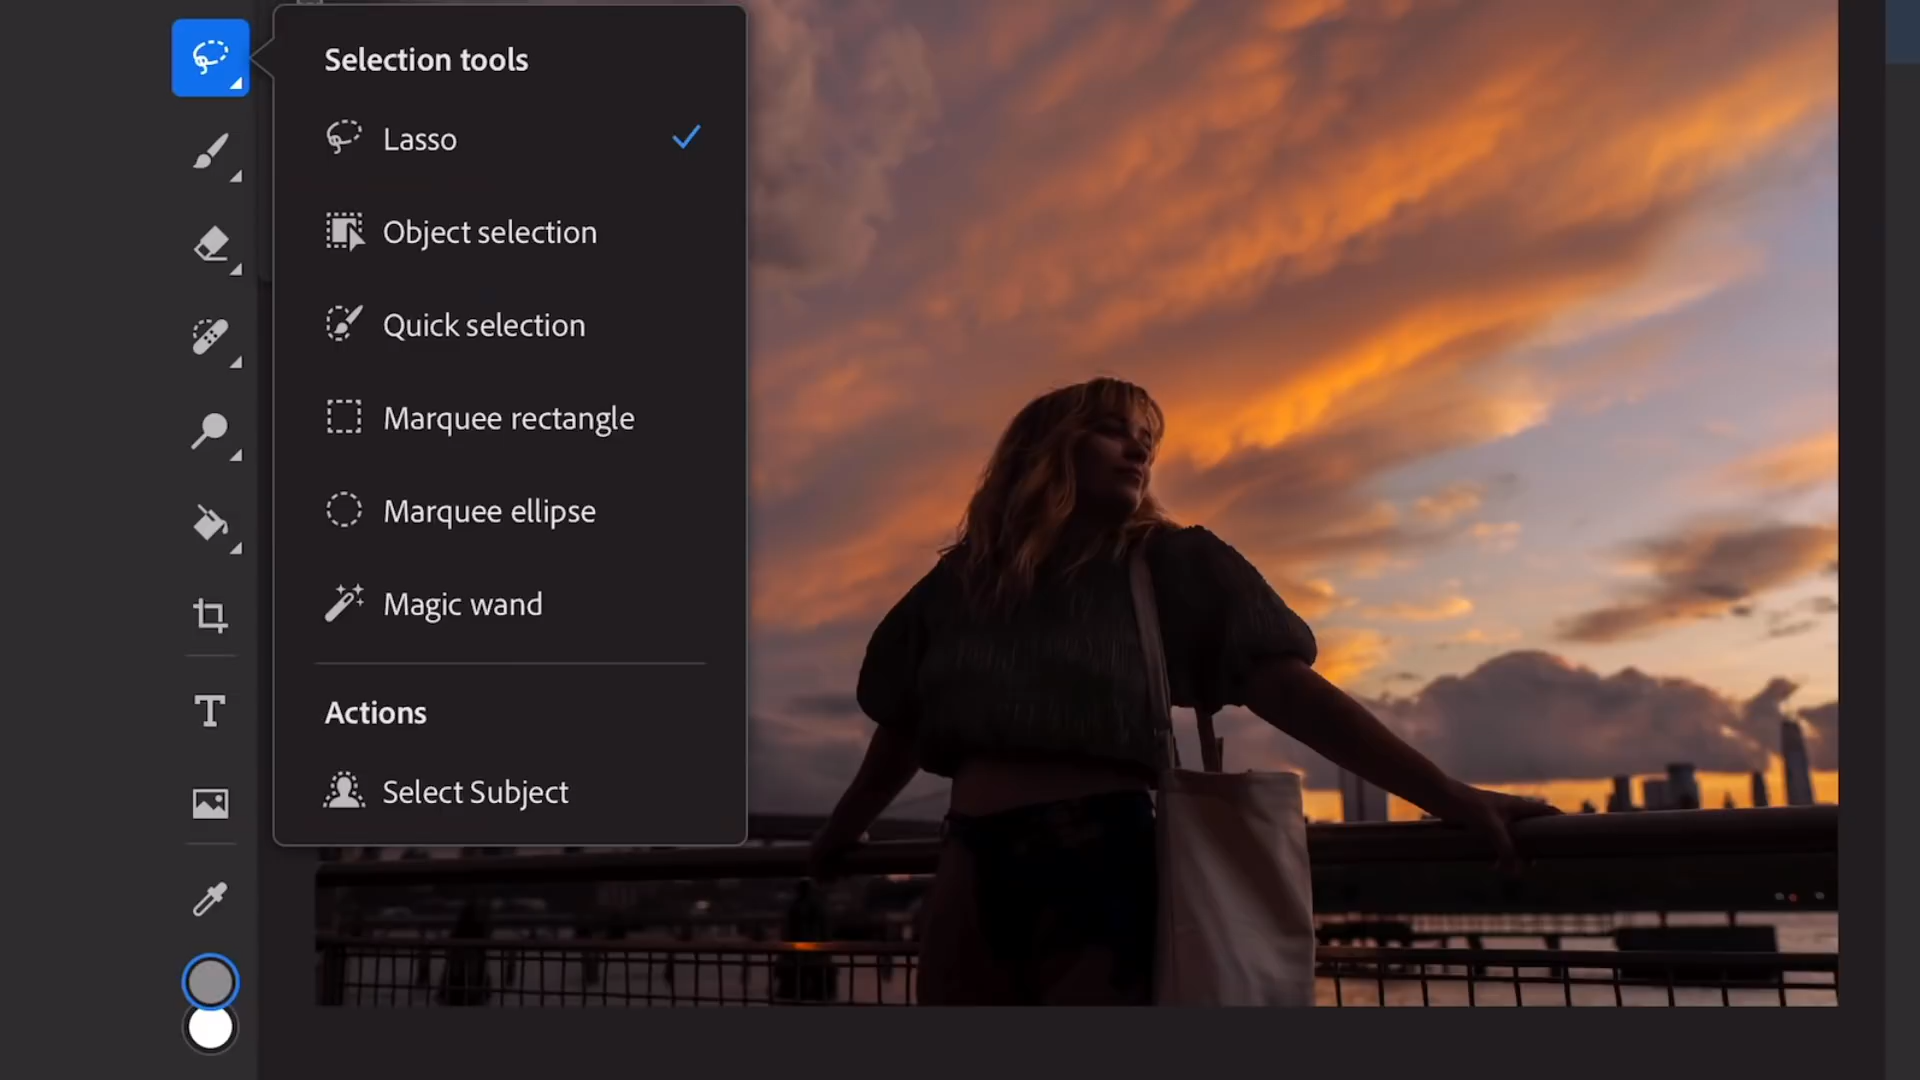 Selection tools
Lasso
Object selection
Quick selection
Marquee rectangle
Marquee ellipse
Magic wand
Actions
Select Subject